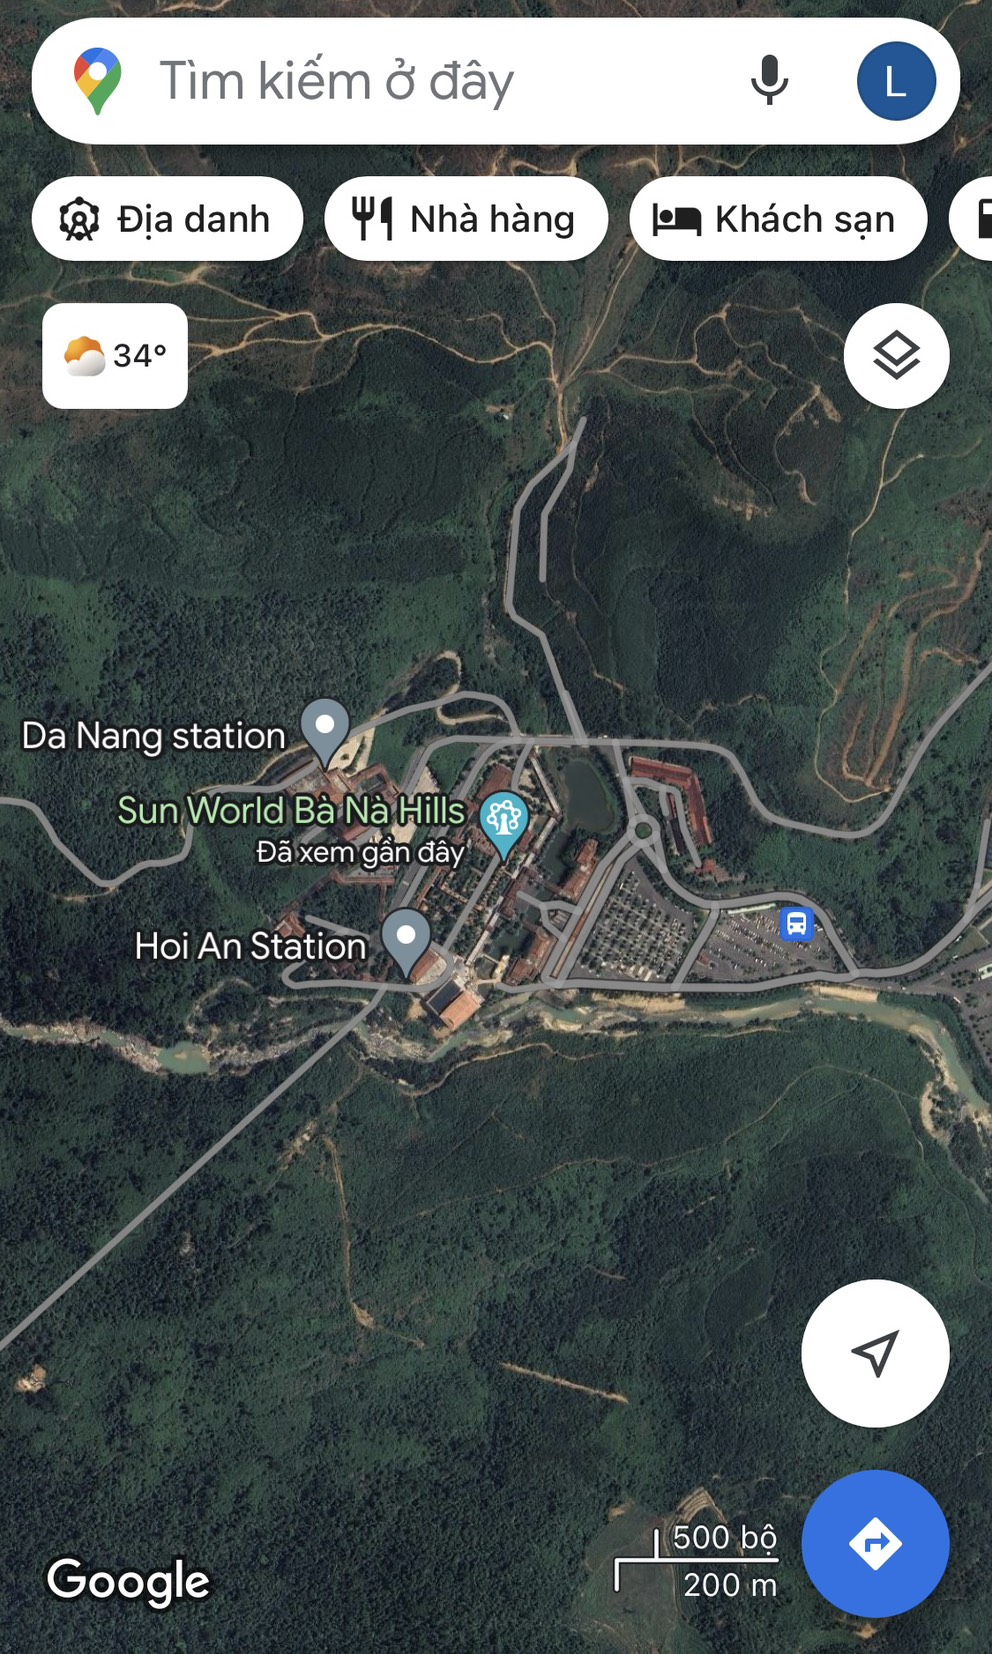 Tìm kiếm ở đây
L
Địa danh
Nhà hàng
Khách sạn
34°
Da Nang station
Sun World Bà Nà Hills
Đã xem gần đây
Hoi An Station
500 bộ
200 m
Google